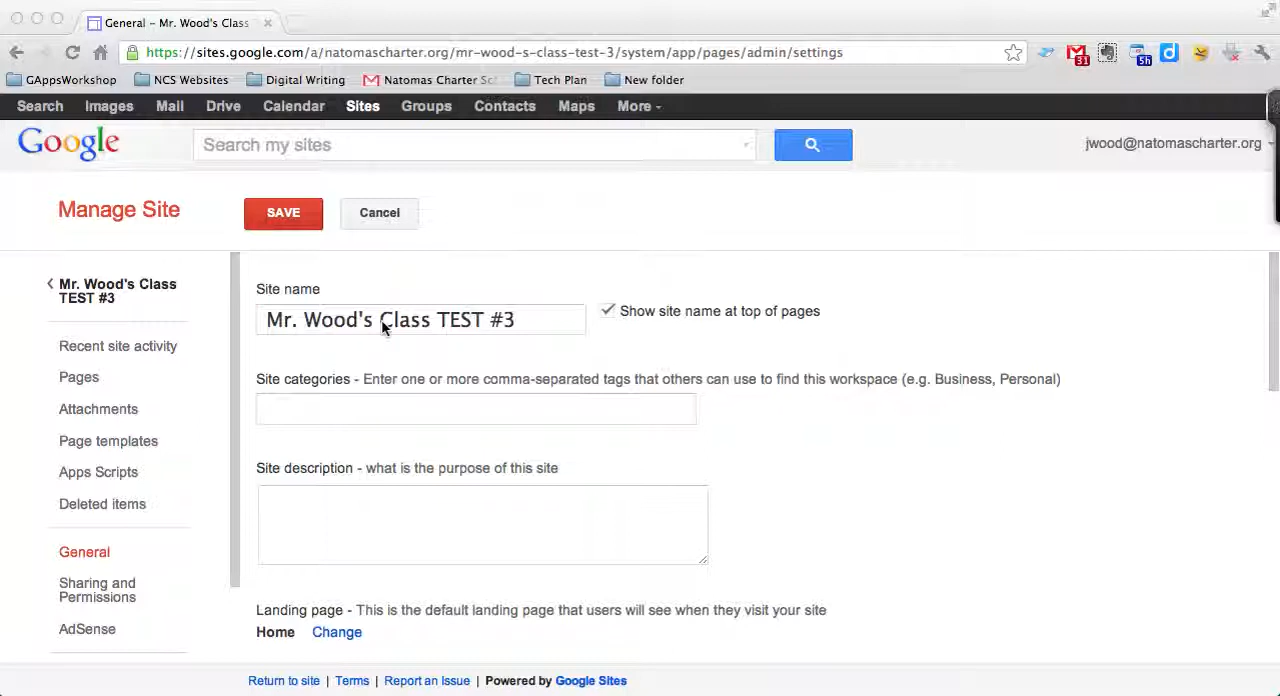 General – Mr. Wood's Class
https://sites.google.com/a/natomascharter.org/mr-wood-s-class-test-3/system/app/pages/admin/settings
31
5h
GAppsWorkshop NCS Websites Digital Writing Natomas Charter Tech Plan New folder
Search Images Mail Drive Calendar Sites Groups Contacts Maps More
Google Search my sites jwood@natomascharter.org
Manage Site SAVE Cancel
Mr. Wood's Class
TEST #3
Recent site activity
Pages
Attachments
Page templates
Apps Scripts
Deleted items
General
Sharing and
Permissions
AdSense
Site name
Mr. Wood's Class TEST #3 Show site name at top of pages
Site categories - Enter one or more comma-separated tags that others can use to find this workspace (e.g. Business, Personal)
Site description - what is the purpose of this site
Landing page - This is the default landing page that users will see when they visit your site
Home Change
Return to site | Terms | Report an Issue | Powered by Google Sites